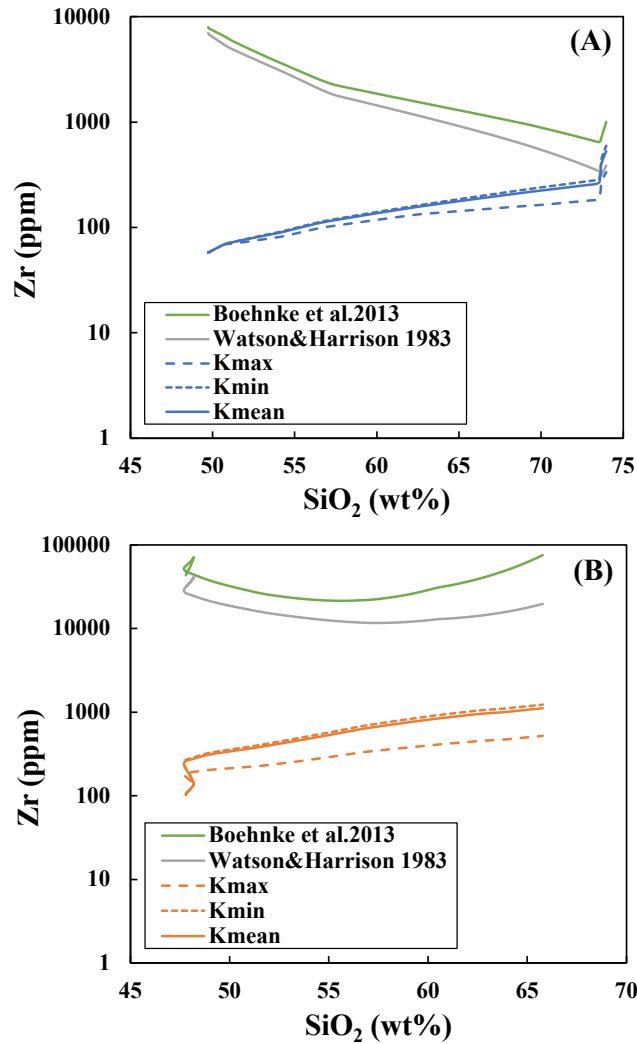 (A)
10000
1000
100
10
1
Zr (ppm)
Boehnke et al.2013
Watson&Harrison 1983
Kmax
Kmin
Kmean
45 50 55 60 65 70 75
SiO₂ (wt%)
(B)
100000
10000
1000
100
10
1
Zr (ppm)
Boehnke et al.2013
Watson&Harrison 1983
Kmax
Kmin
Kmean
45 50 55 60 65 70
SiO₂ (wt%)